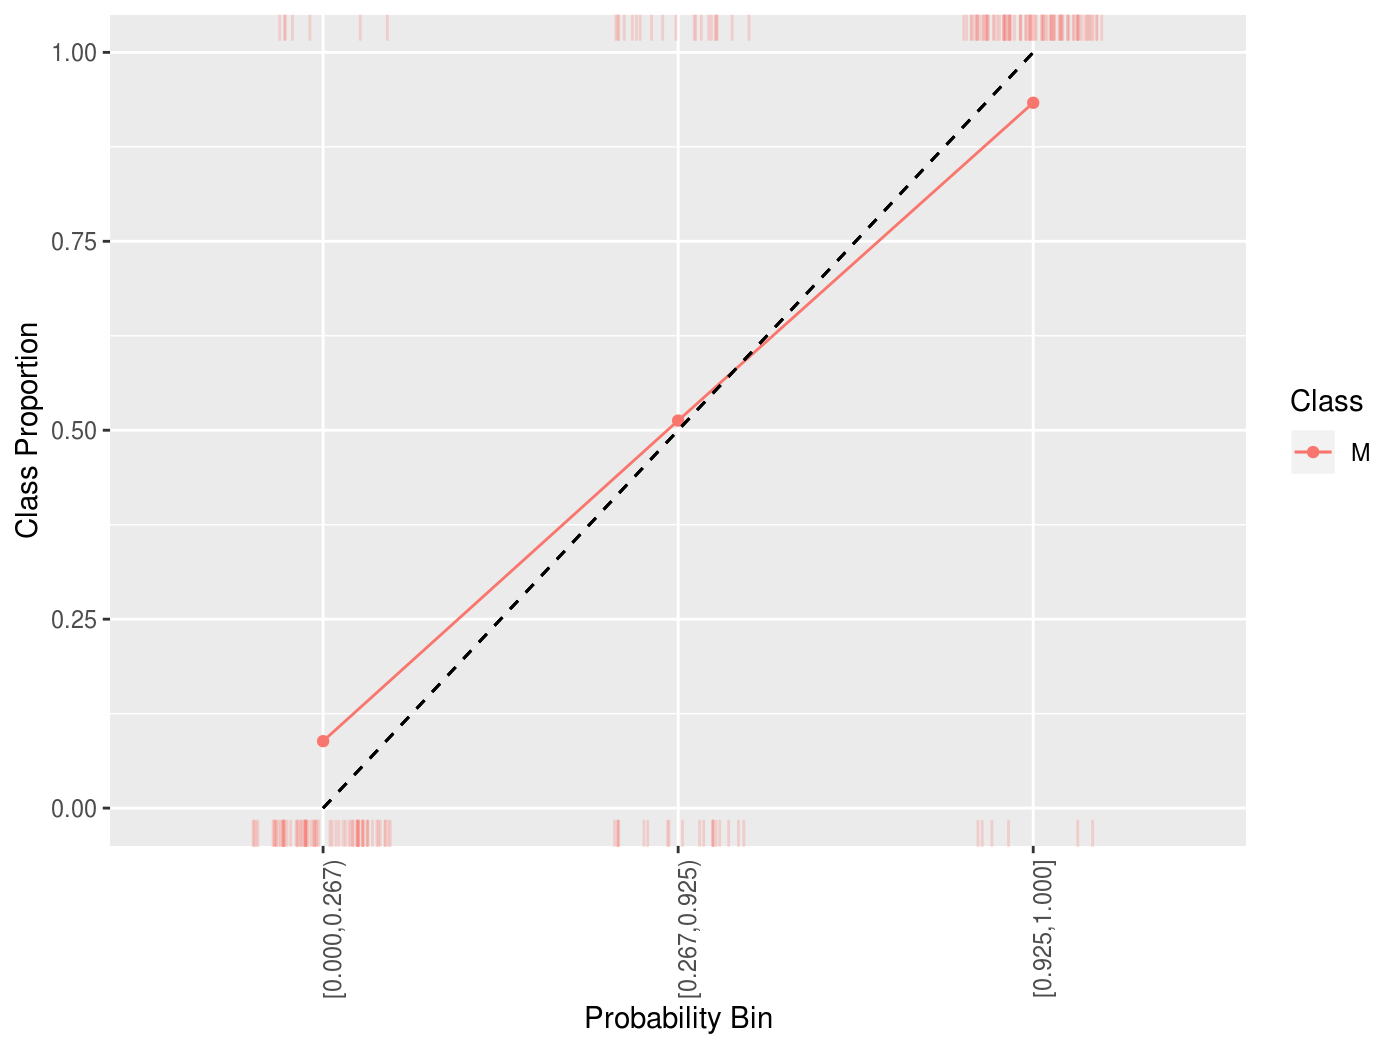 1.00
0.75
0.50
0.25
0.00
Class Proportion
[0.000,0.267)
[0.267,0.925)
[0.925,1.000]
Probability Bin
Class
M